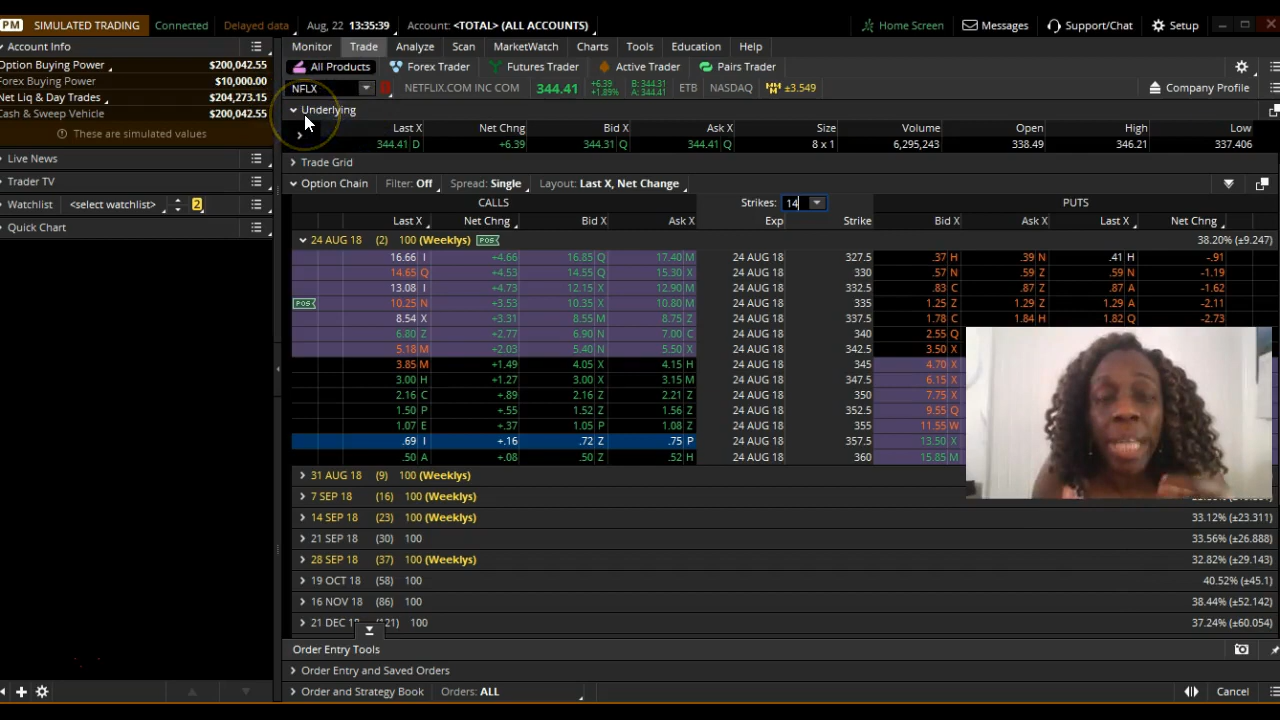 PM SIMULATED TRADING Connected Delayed data Aug, 22 13:35:39 Account: <TOTAL> (ALL ACCOUNTS) Home Screen Messages Support/Chat Setup
Account Info
Option Buying Power $200,042.55
Forex Buying Power $10,000.00
Net Liq & Day Trades $204,273.15
Cash & Sweep Vehicle $200,042.55
These are simulated values
Live News
Trader TV
Watchlist <select watchlist> 2
Quick Chart
Monitor Trade Analyze Scan MarketWatch Charts Tools Education Help
All Products Forex Trader Futures Trader Active Trader Pairs Trader
NFLX NETFLIX.COM INC COM 344.41 +6.39 +1.89% B: 344.31 A: 344.41 ETB NASDAQ ±3.549 Company Profile
Underlying
Last X Net Chng Bid X Ask X Size Volume Open High Low
344.41 D +6.39 344.31 Q 344.41 Q 8 x 1 6,295,243 338.49 346.21 337.406
Trade Grid
Option Chain Filter: Off Spread: Single Layout: Last X, Net Change
CALLS Strikes: 14 PUTS
Last X Net Chng Bid X Ask X Exp Strike Bid X Ask X Last X Net Chng
24 AUG 18 (2) 100 (Weeklys) POS 38.20% (±9.247)
16.66 I +4.66 16.85 Q 17.40 M 24 AUG 18 327.5 .37 H .39 N .41 H -.91
14.65 Q +4.53 14.55 Q 15.30 X 24 AUG 18 330 .57 N .59 Z .59 N -1.19
13.08 I +4.73 12.15 X 12.90 M 24 AUG 18 332.5 .83 C .87 Z .87 A -1.62
POS 10.25 N +3.53 10.35 X 10.80 M 24 AUG 18 335 1.25 Z 1.29 Z 1.29 A -2.11
8.54 X +3.31 8.55 M 8.75 Z 24 AUG 18 337.5 1.78 C 1.84 H 1.82 Q -2.73
6.80 Z +2.77 6.90 N 7.00 C 24 AUG 18 340 2.55 Q
5.18 M +2.03 5.40 N 5.50 X 24 AUG 18 342.5 3.50 X
3.85 M +1.49 4.05 X 4.15 H 24 AUG 18 345 4.70 X
3.00 H +1.27 3.00 X 3.15 M 24 AUG 18 347.5 6.15 X
2.16 C +.89 2.16 Z 2.21 Z 24 AUG 18 350 7.75 X
1.50 P +.55 1.52 Z 1.56 Z 24 AUG 18 352.5 9.55 Q
1.07 E +.37 1.05 P 1.08 Z 24 AUG 18 355 11.55 W
.69 I +.16 .72 Z .75 P 24 AUG 18 357.5 13.50 X
.50 A +.08 .50 Z .52 H 24 AUG 18 360 15.85 M
31 AUG 18 (9) 100 (Weeklys)
7 SEP 18 (16) 100 (Weeklys)
14 SEP 18 (23) 100 (Weeklys) 33.12% (±23.311)
21 SEP 18 (30) 100 33.56% (±26.888)
28 SEP 18 (37) 100 (Weeklys) 32.82% (±29.143)
19 OCT 18 (58) 100 40.52% (±45.1)
16 NOV 18 (86) 100 38.44% (±52.142)
21 DEC (121) 100 37.24% (±60.054)
Order Entry Tools
Order Entry and Saved Orders
Order and Strategy Book Orders: ALL Cancel